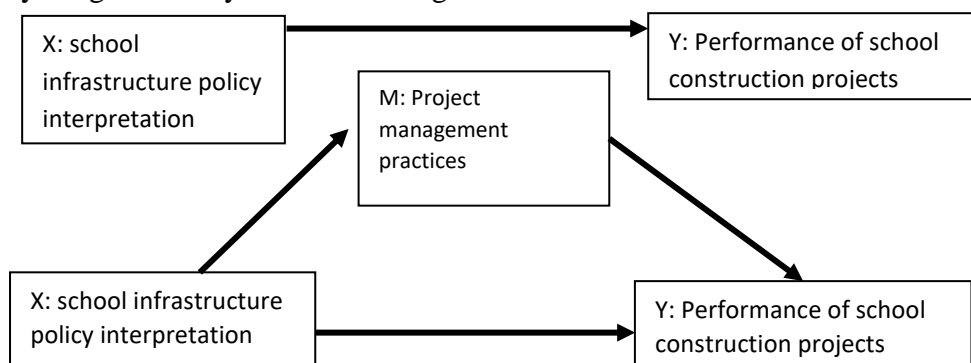 X: school
infrastructure policy
interpretation
Y: Performance of school
construction projects
M: Project
management
practices
X: school infrastructure
policy interpretation
Y: Performance of school
construction projects